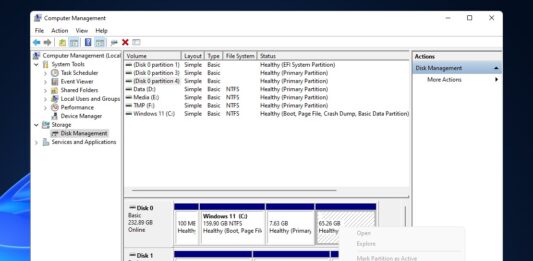 Computer Management
File Action View Help
Computer Management (Local
System Tools
Task Scheduler
Event Viewer
Shared Folders
Local Users and Groups
Performance
Device Manager
Storage
Disk Management
Services and Applications
Volume Layout Type File System Status
(Disk 0 partition 1) Simple Basic Healthy (EFI System Partition)
(Disk 0 partition 3) Simple Basic Healthy (Primary Partition)
(Disk 0 partition 4) Simple Basic Healthy (Primary Partition)
Data (D:) Simple Basic NTFS Healthy (Primary Partition)
Media (E:) Simple Basic NTFS Healthy (Primary Partition)
TMP (F:) Simple Basic NTFS Healthy (Primary Partition)
Windows 11 (C:) Simple Basic NTFS Healthy (Boot, Page File, Crash Dump, Basic Data Partition)
Actions
Disk Management
More Actions
Disk 0
Basic
232.89 GB
Online
100 ME
Healthy
Windows 11 (C:)
159.90 GB NTFS
Healthy (Boot, Page Fil
7.63 GB
Healthy (Primary
65.26 GB
Healthy
Disk 1
Open
Explore
Mark Partition as Active